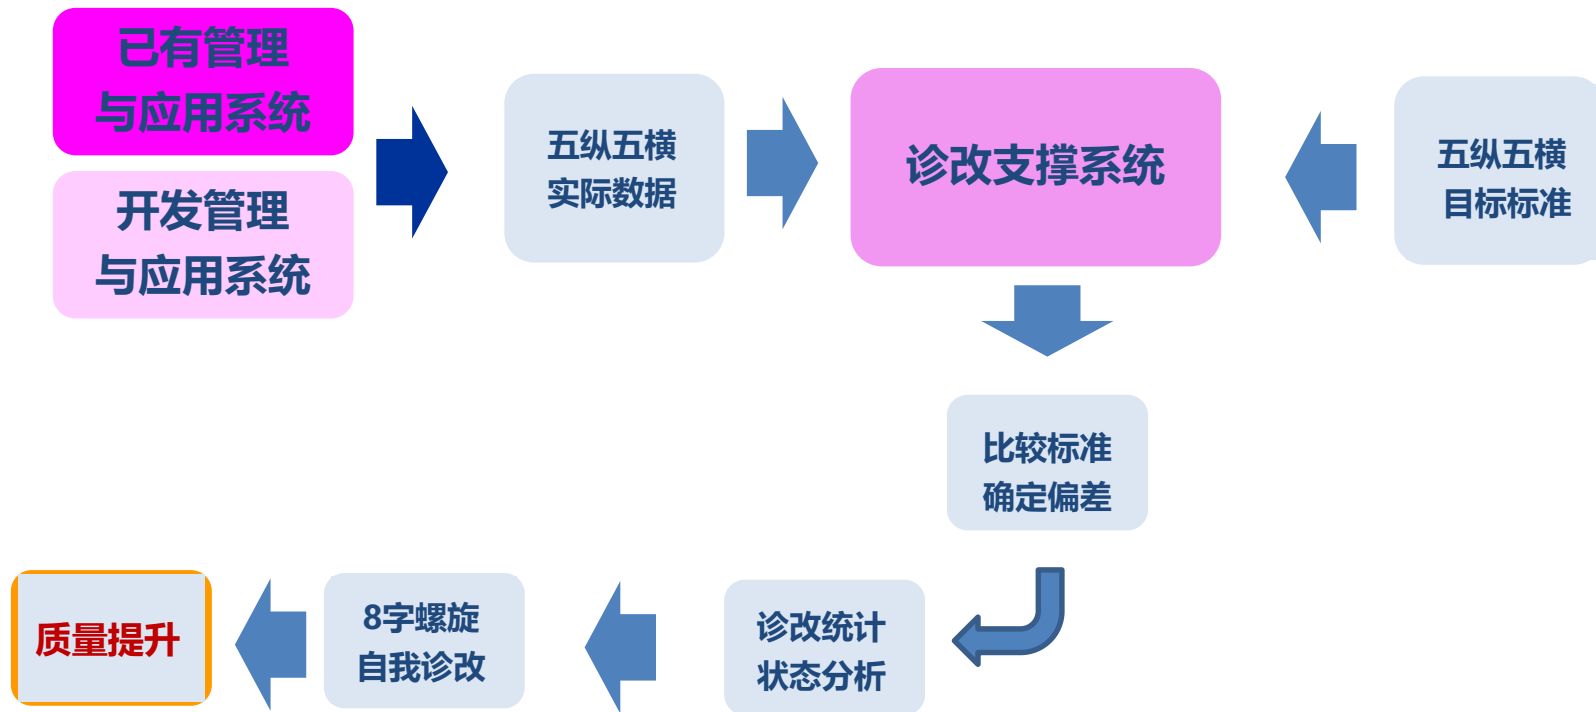 已有管理
与应用系统
开发管理
与应用系统
五纵五横
实际数据
诊改支撑系统
五纵五横
目标标准
比较标准
确定偏差
诊改统计
状态分析
8字螺旋
自我诊改
质量提升